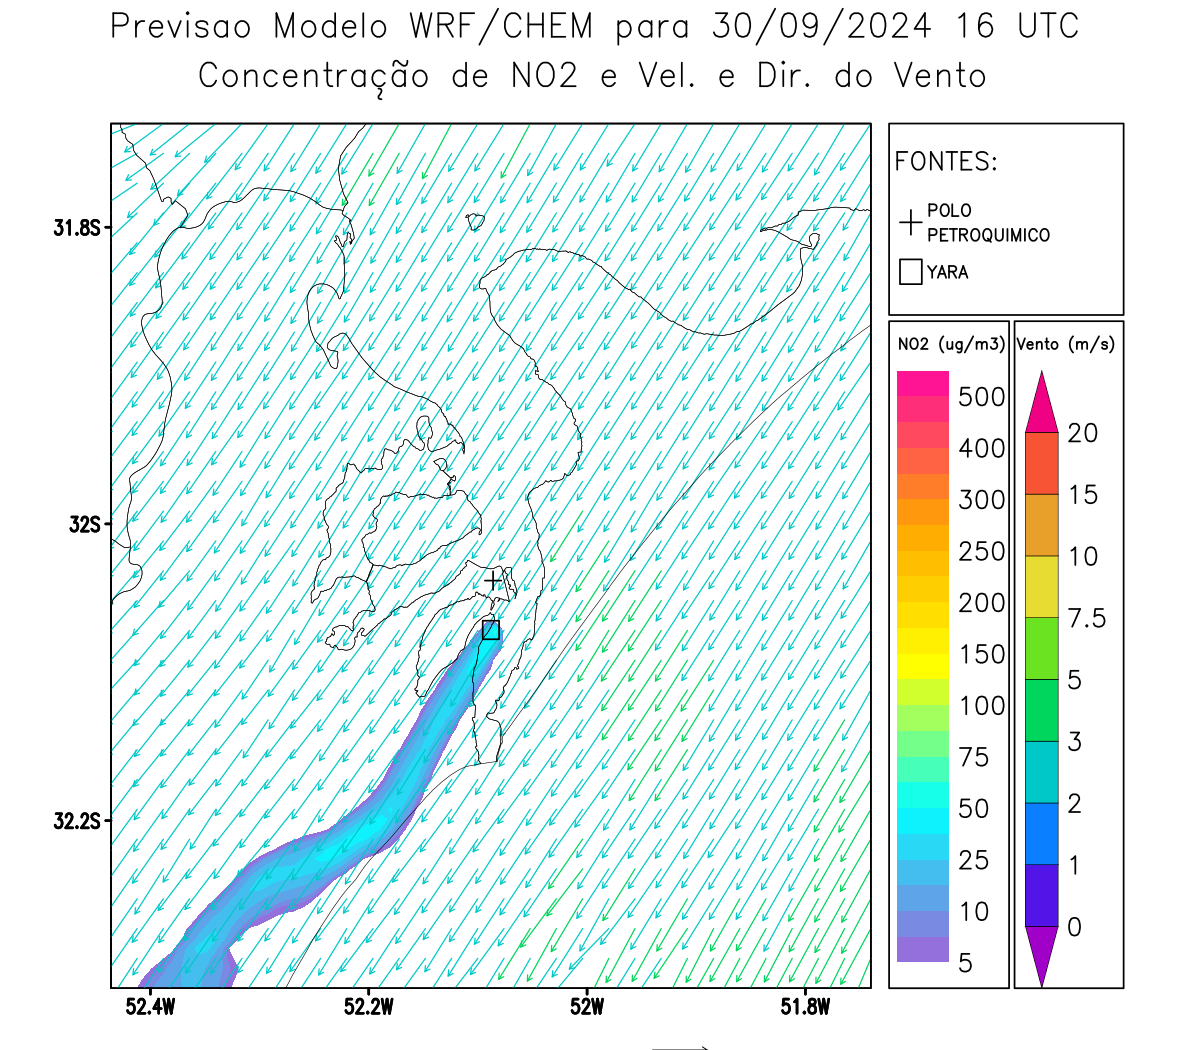 Previsao Modelo WRF/CHEM para 30/09/2024 16 UTC
Concentração de NO2 e Vel. e Dir. do Vento
FONTES:
POLO
PETROQUIMICO
YARA
31.8S
32S
32.2S
52.4W
52.2W
52W
51.8W
NO2 (ug/m3)
500
400
300
250
200
150
100
75
50
25
10
5
Vento (m/s)
20
15
10
7.5
5
3
2
1
0